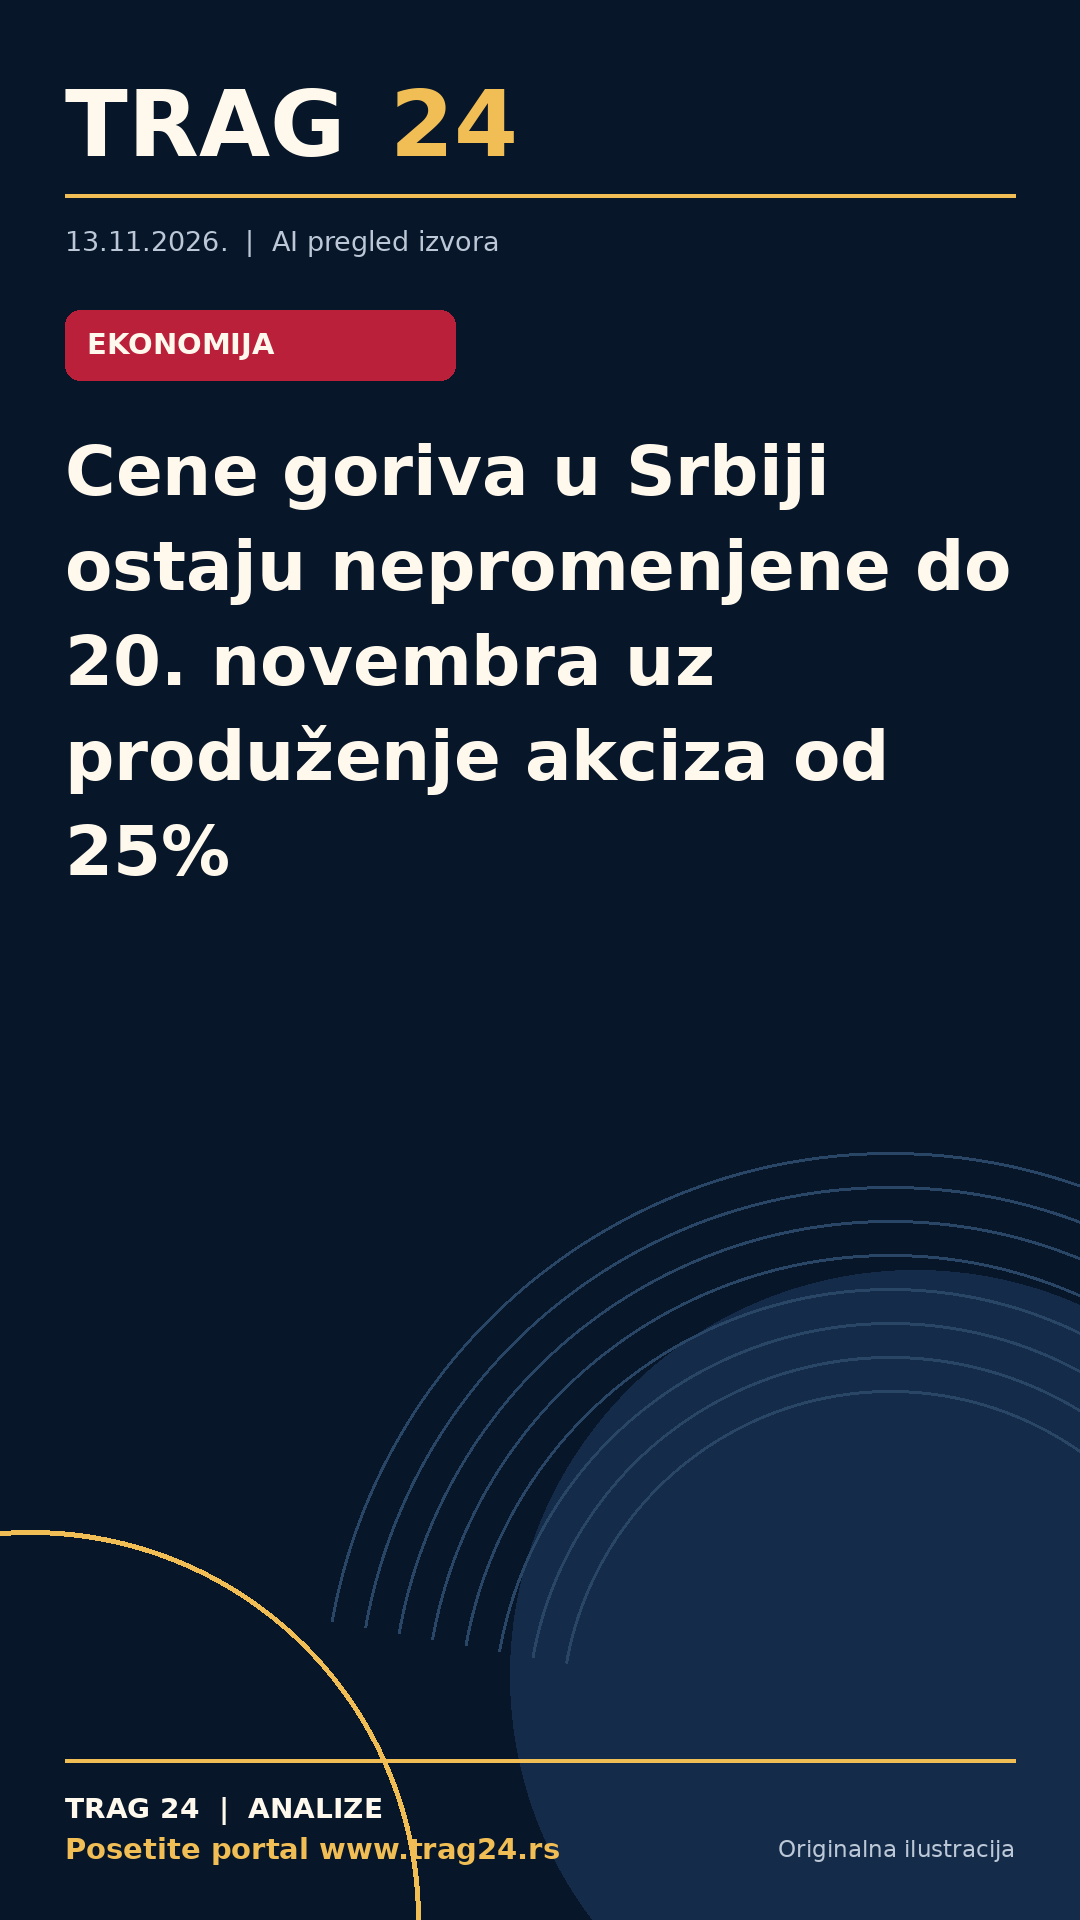 TRAG 24
13.11.2026. | AI pregled izvora
EKONOMIJA
Cene goriva u Srbiji
ostaju nepromenjene do
20. novembra uz
produženje akciza od
25%
TRAG 24 | ANALIZE
Posetite portal www.trag24.rs
Originalna ilustracija